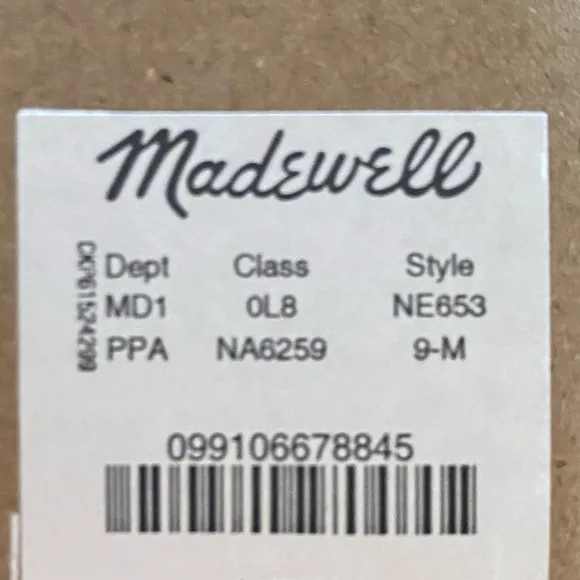 Madewell
Dept Class Style
MD1 0L8 NE653
PPA NA6259 9-M
099106678845